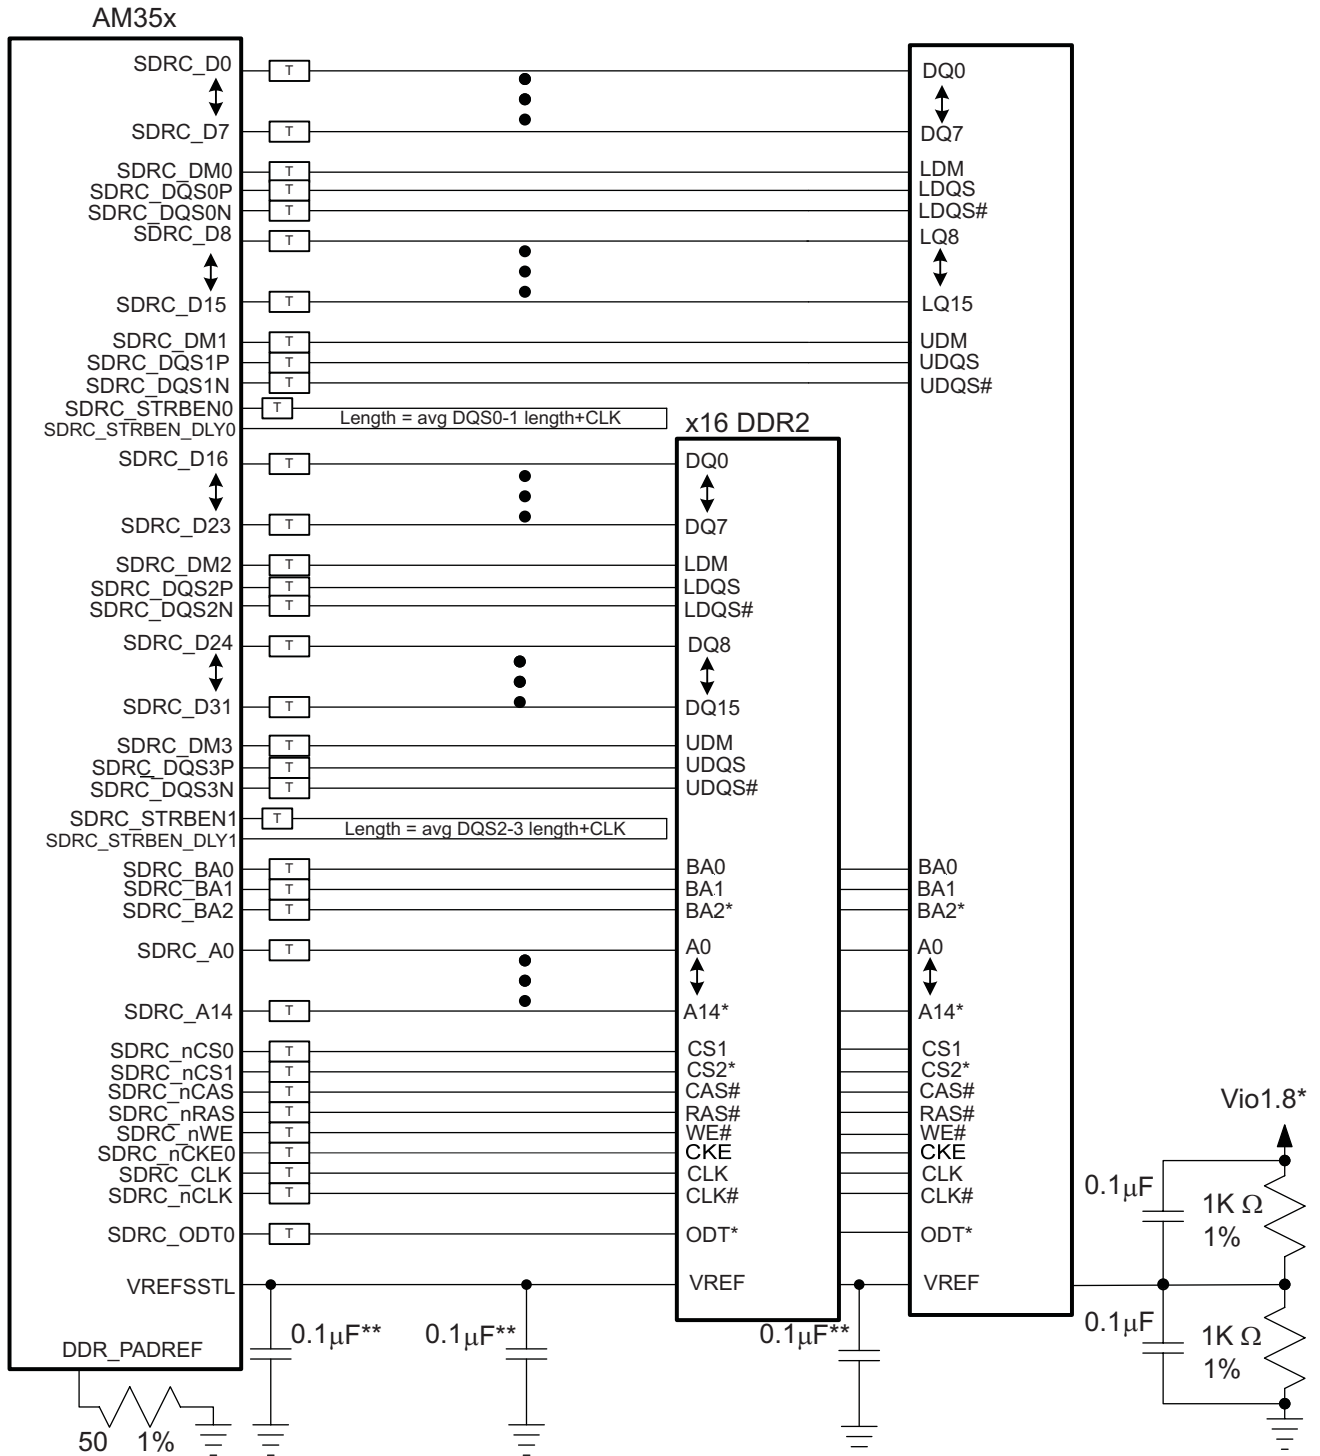 AM35x
SDRC_D0 T DQ0
SDRC_D7 T DQ7
SDRC_DM0 T LDM
SDRC_DQS0P T LDQS
SDRC_DQS0N T LDQS#
SDRC_D8 T LQ8
SDRC_D15 T LQ15
SDRC_DM1 T UDM
SDRC_DQS1P T UDQS
SDRC_DQS1N T UDQS#
SDRC_STRBEN0 T
Length = avg DQS0-1 length+CLK
SDRC_STRBEN_DLY0
x16 DDR2
SDRC_D16 T DQ0
SDRC_D23 T DQ7
SDRC_DM2 T LDM
SDRC_DQS2P T LDQS
SDRC_DQS2N T LDQS#
SDRC_D24 T DQ8
SDRC_D31 T DQ15
SDRC_DM3 T UDM
SDRC_DQS3P T UDQS
SDRC_DQS3N T UDQS#
SDRC_STRBEN1 T
Length = avg DQS2-3 length+CLK
SDRC_STRBEN_DLY1
SDRC_BA0 T BA0 BA0
SDRC_BA1 T BA1 BA1
SDRC_BA2 T BA2* BA2*
SDRC_A0 T A0 A0
SDRC_A14 T A14* A14*
SDRC_nCS0 T CS1 CS1
SDRC_nCS1 T CS2* CS2*
SDRC_nCAS T CAS# CAS#
SDRC_nRAS T RAS# RAS#
SDRC_nWE T WE# WE#
SDRC_nCKE0 T CKE CKE
SDRC_CLK T CLK CLK
SDRC_nCLK T CLK# CLK#
SDRC_ODT0 T ODT* ODT*
VREFSSTL VREF VREF
Vio1.8*
0.1μF 1K Ω
1%
0.1μF 1K Ω
1%
0.1μF** 0.1μF** 0.1μF**
DDR_PADREF
50 1%